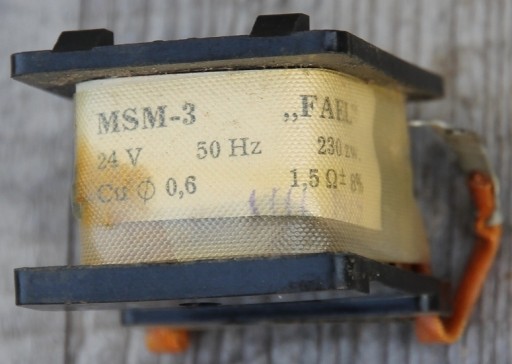 MSM-3 „FAEL"
24 V 50 Hz 230 zw.
Cu ϕ 0,6 1,5 Ω± 8%